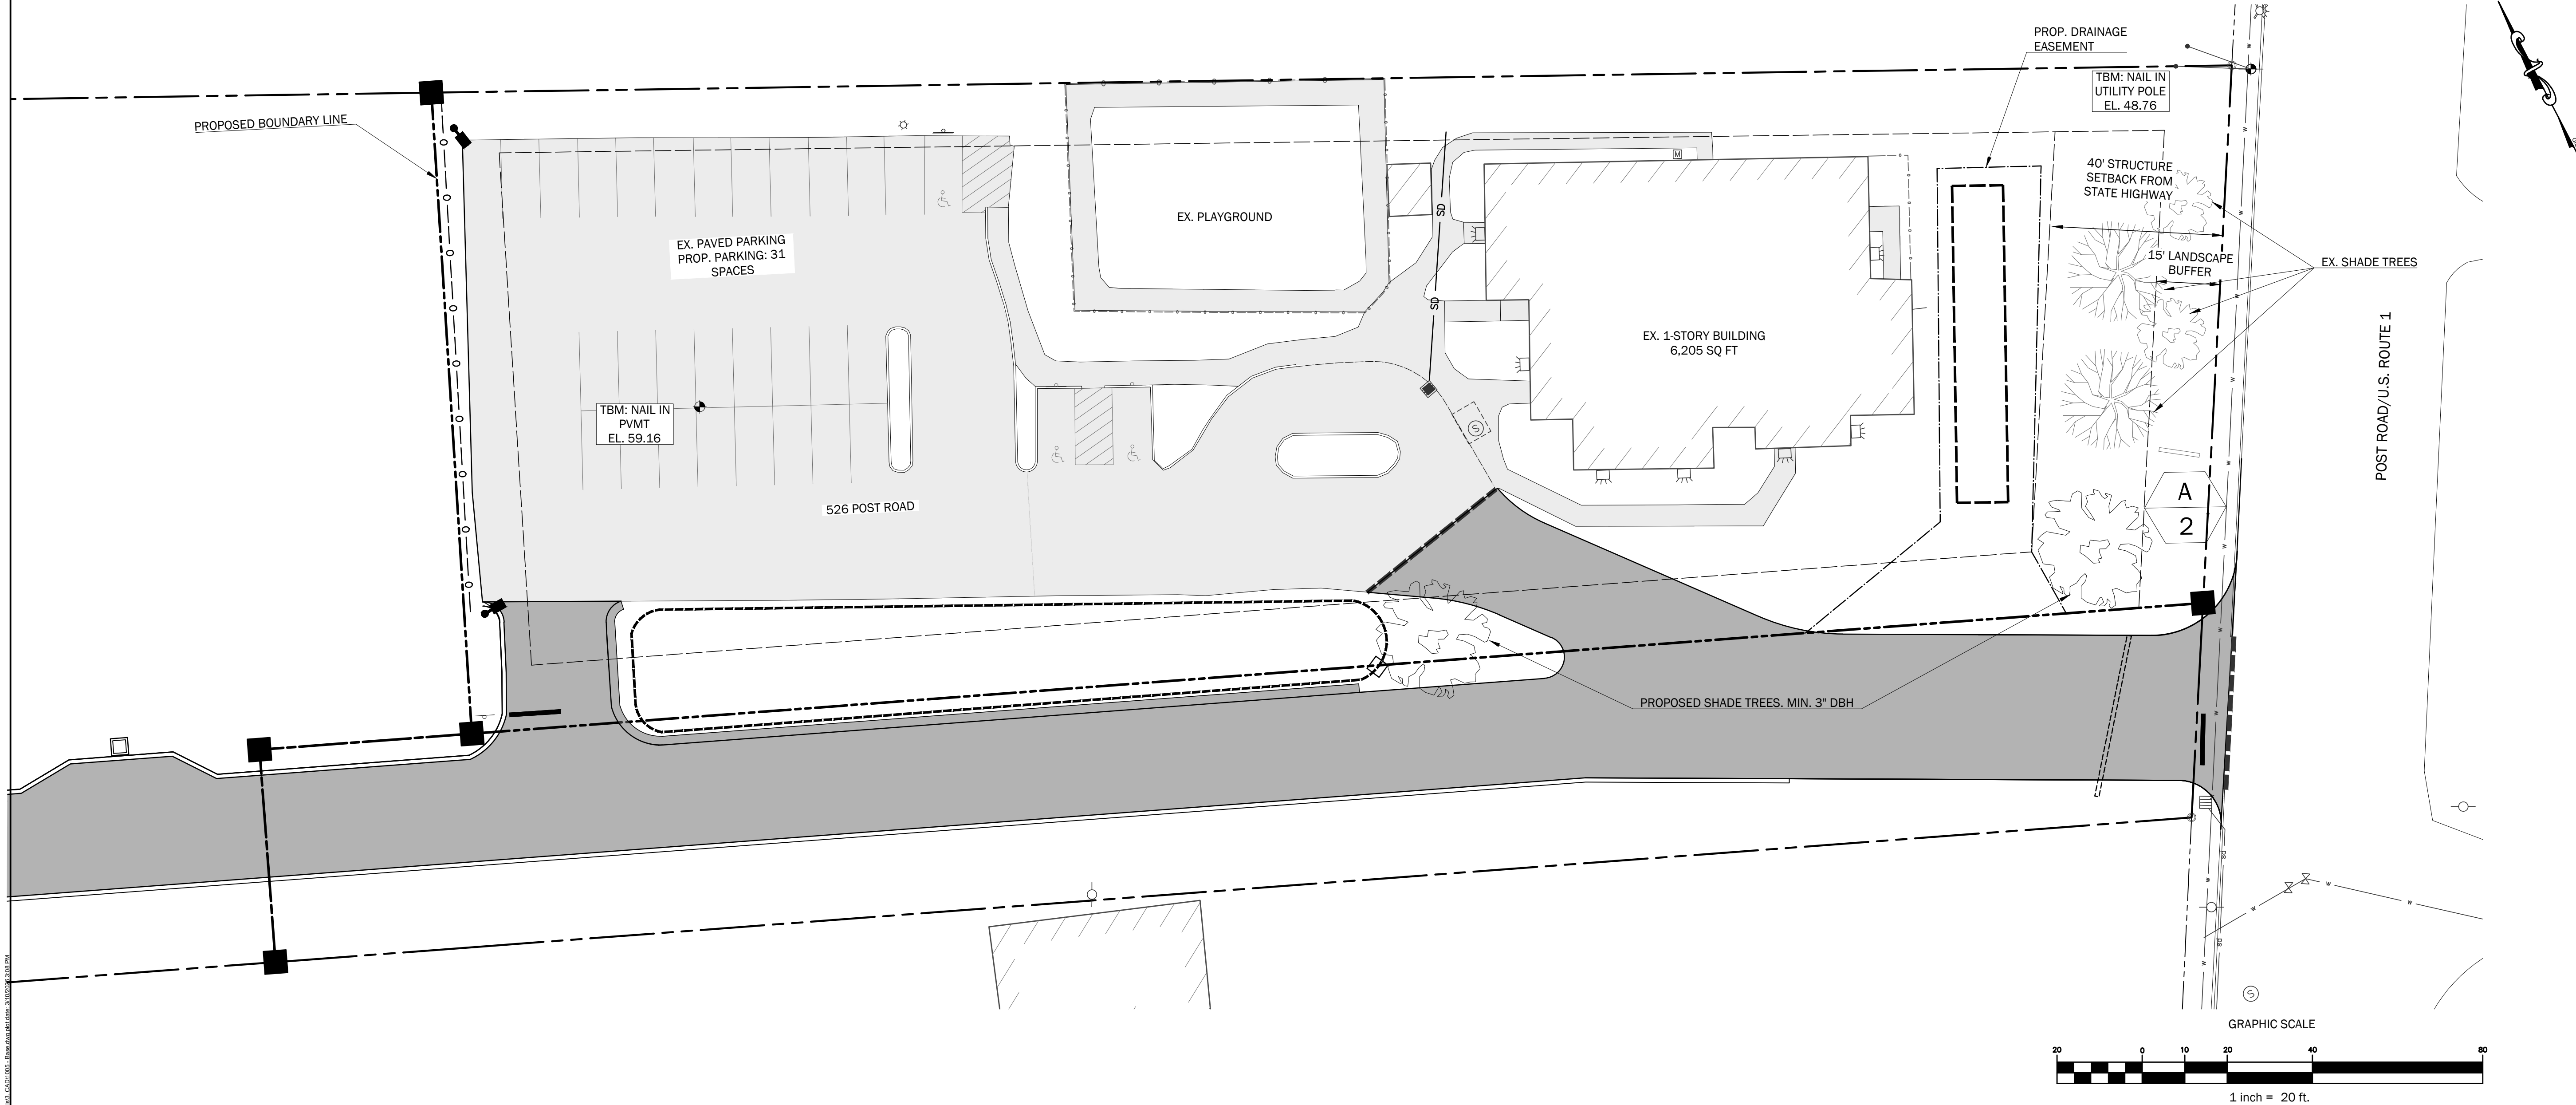 PROP. DRAINAGE
EASEMENT
TBM: NAIL IN
UTILITY POLE
EL. 48.76
PROPOSED BOUNDARY LINE
40' STRUCTURE
SETBACK FROM
STATE HIGHWAY
M
SD
EX. PLAYGROUND
EX. PAVED PARKING
PROP. PARKING: 31
SPACES
15' LANDSCAPE
BUFFER
EX. SHADE TREES
SD
EX. 1-STORY BUILDING
6,205 SQ FT
POST ROAD/U.S. ROUTE 1
TBM: NAIL IN
PVMT
EL. 59.16
S
526 POST ROAD
A
2
PROPOSED SHADE TREES. MIN. 3" DBH
S
GRAPHIC SCALE
20 0 10 20 40 80
1 inch = 20 ft.